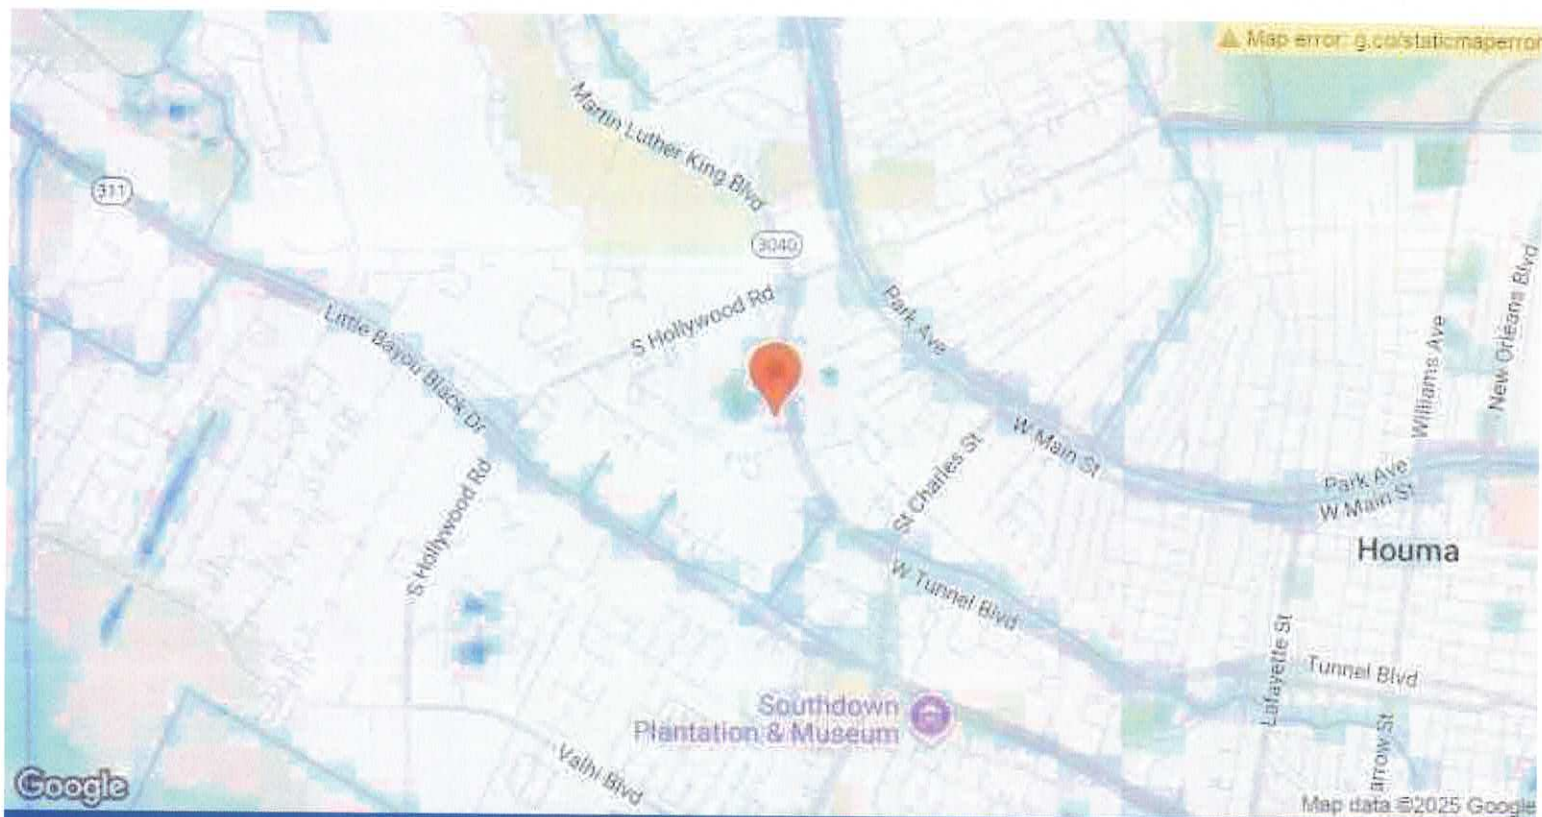 Map error: g.co/staticmaperror
Martin Luther King Blvd
311
3040
S Hollywood Rd
Park Ave
Little Bayou Black Dr
New Orleans Blvd
Williams Ave
W Main St
St Charles St
Park Ave
W Main St
S Hollywood Rd
Houma
W Tunnel Blvd
Lafayette St
Tunnel Blvd
Southdown
Plantation & Museum
arrow St
Valhi Blvd
Google
Map data ©2025 Google